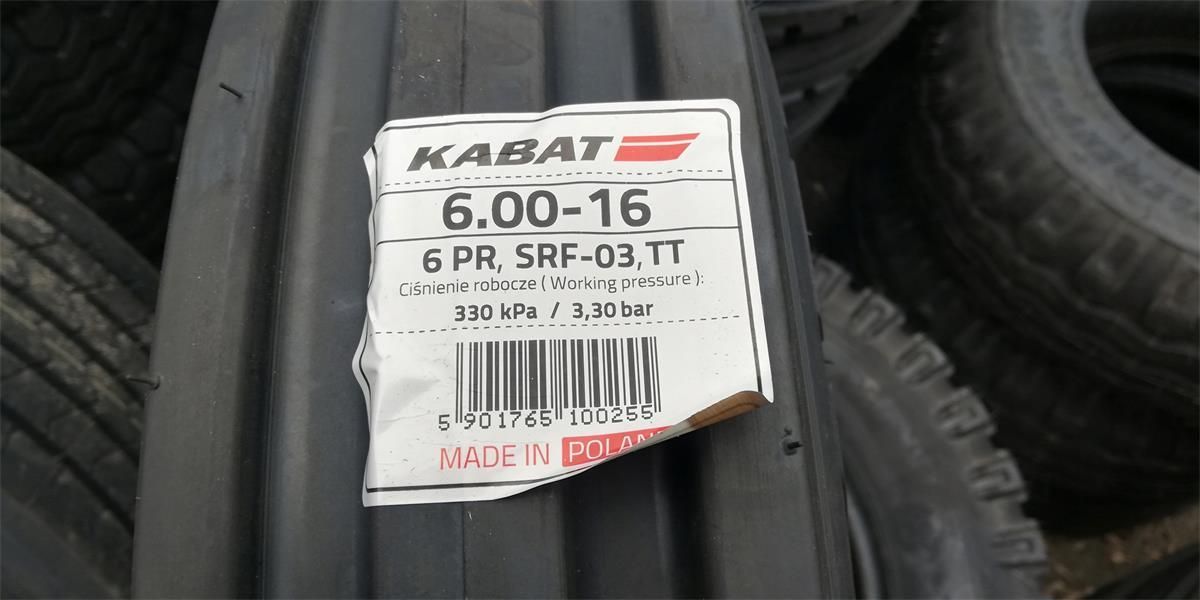 KABAT
6.00-16
6 PR, SRF-03, TT
Ciśnienie robocze ( Working pressure ):
330 kPa / 3,30 bar
5 901765 100255
MADE IN POLAND